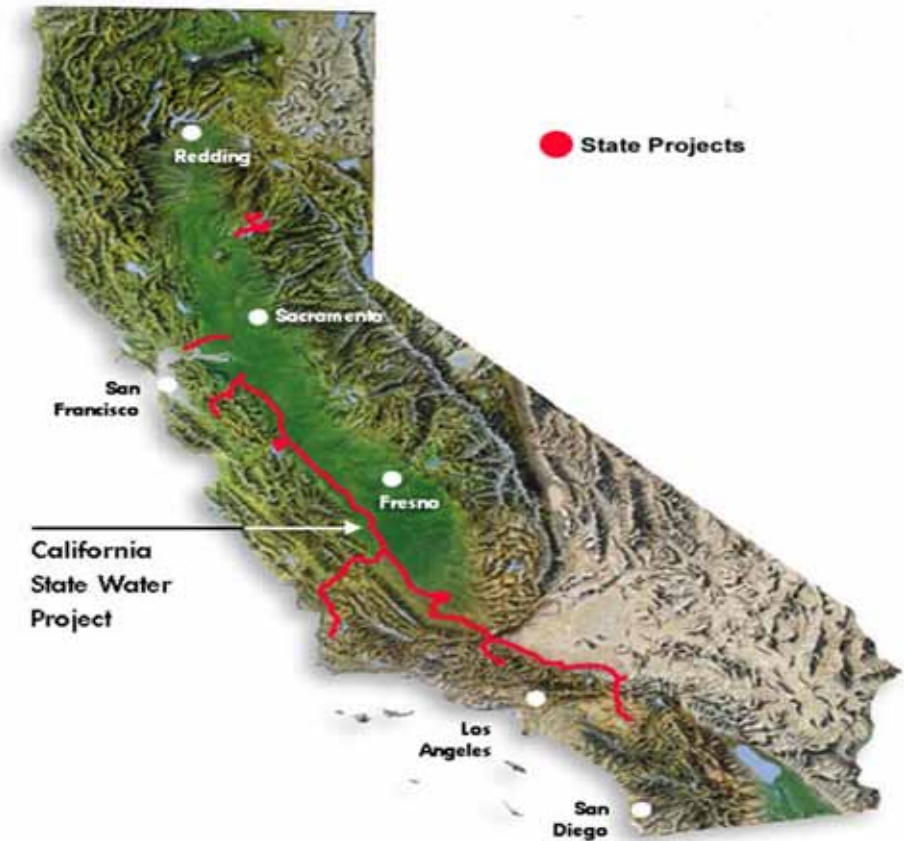 Redding
State Projects
Sacramento
San
Francisco
Fresno
California
State Water
Project
Los
Angeles
San
Diego